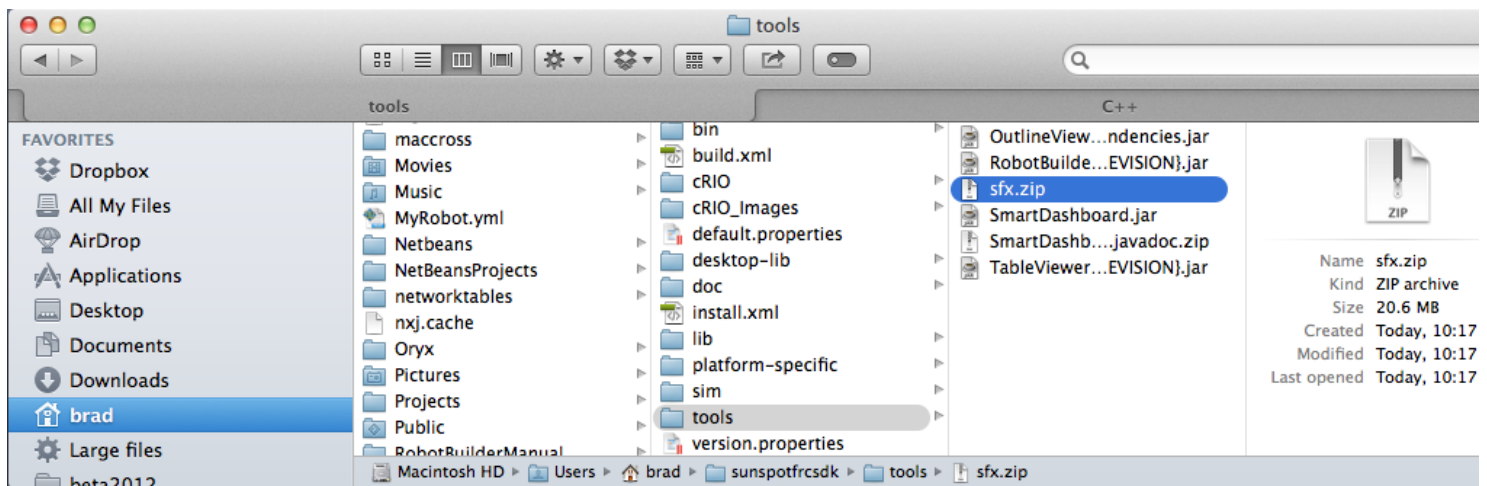 tools
tools
C++
FAVORITES
Dropbox
All My Files
AirDrop
Applications
Desktop
Documents
Downloads
brad
Large files
beta2012
maccross
Movies
Music
MyRobot.yml
Netbeans
NetBeansProjects
networktables
nxj.cache
Oryx
Pictures
Projects
Public
RobotBuilderManual
bin
build.xml
cRIO
cRIO_Images
default.properties
desktop-lib
doc
install.xml
lib
platform-specific
sim
tools
version.properties
OutlineView...ndencies.jar
RobotBuilde...EVISION}.jar
sfx.zip
SmartDashboard.jar
SmartDashb....javadoc.zip
TableViewer...EVISION}.jar
ZIP
Name sfx.zip
Kind ZIP archive
Size 20.6 MB
Created Today, 10:17
Modified Today, 10:17
Last opened Today, 10:17
Macintosh HD ▸ Users ▸ brad ▸ sunspotfrcsdk ▸ tools ▸ sfx.zip